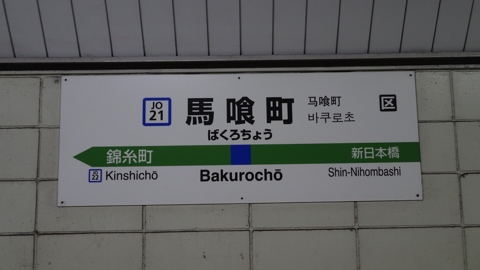 JO
21
馬喰町
ばくろちょう
马喰町
바쿠로초
区
錦糸町
新日本橋
JO
22
Kinshichō
Bakurochō
Shin-Nihombashi